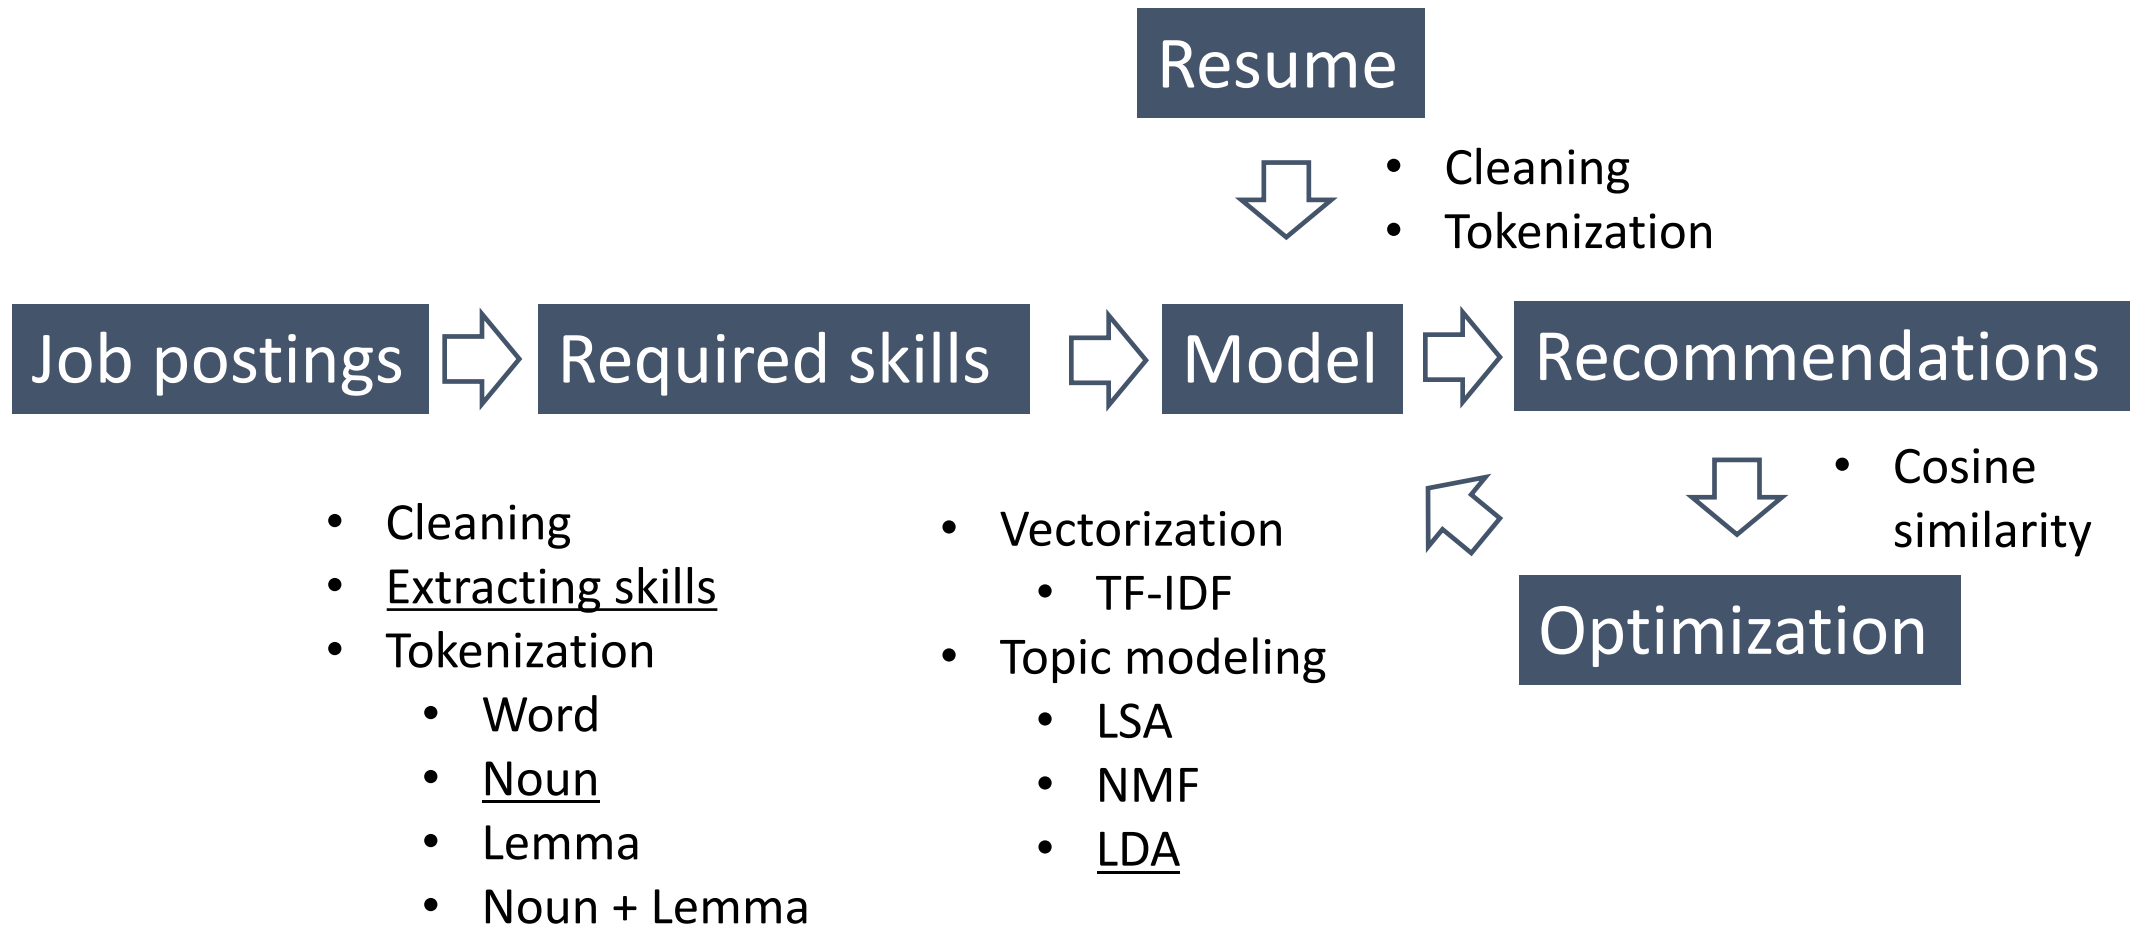 Resume
• Cleaning
• Tokenization
Job postings
Required skills
Model
Recommendations
• Cleaning
• Extracting skills
• Tokenization
• Word
• Noun
• Lemma
• Noun + Lemma
• Vectorization
• TF-IDF
• Topic modeling
• LSA
• NMF
• LDA
• Cosine
similarity
Optimization